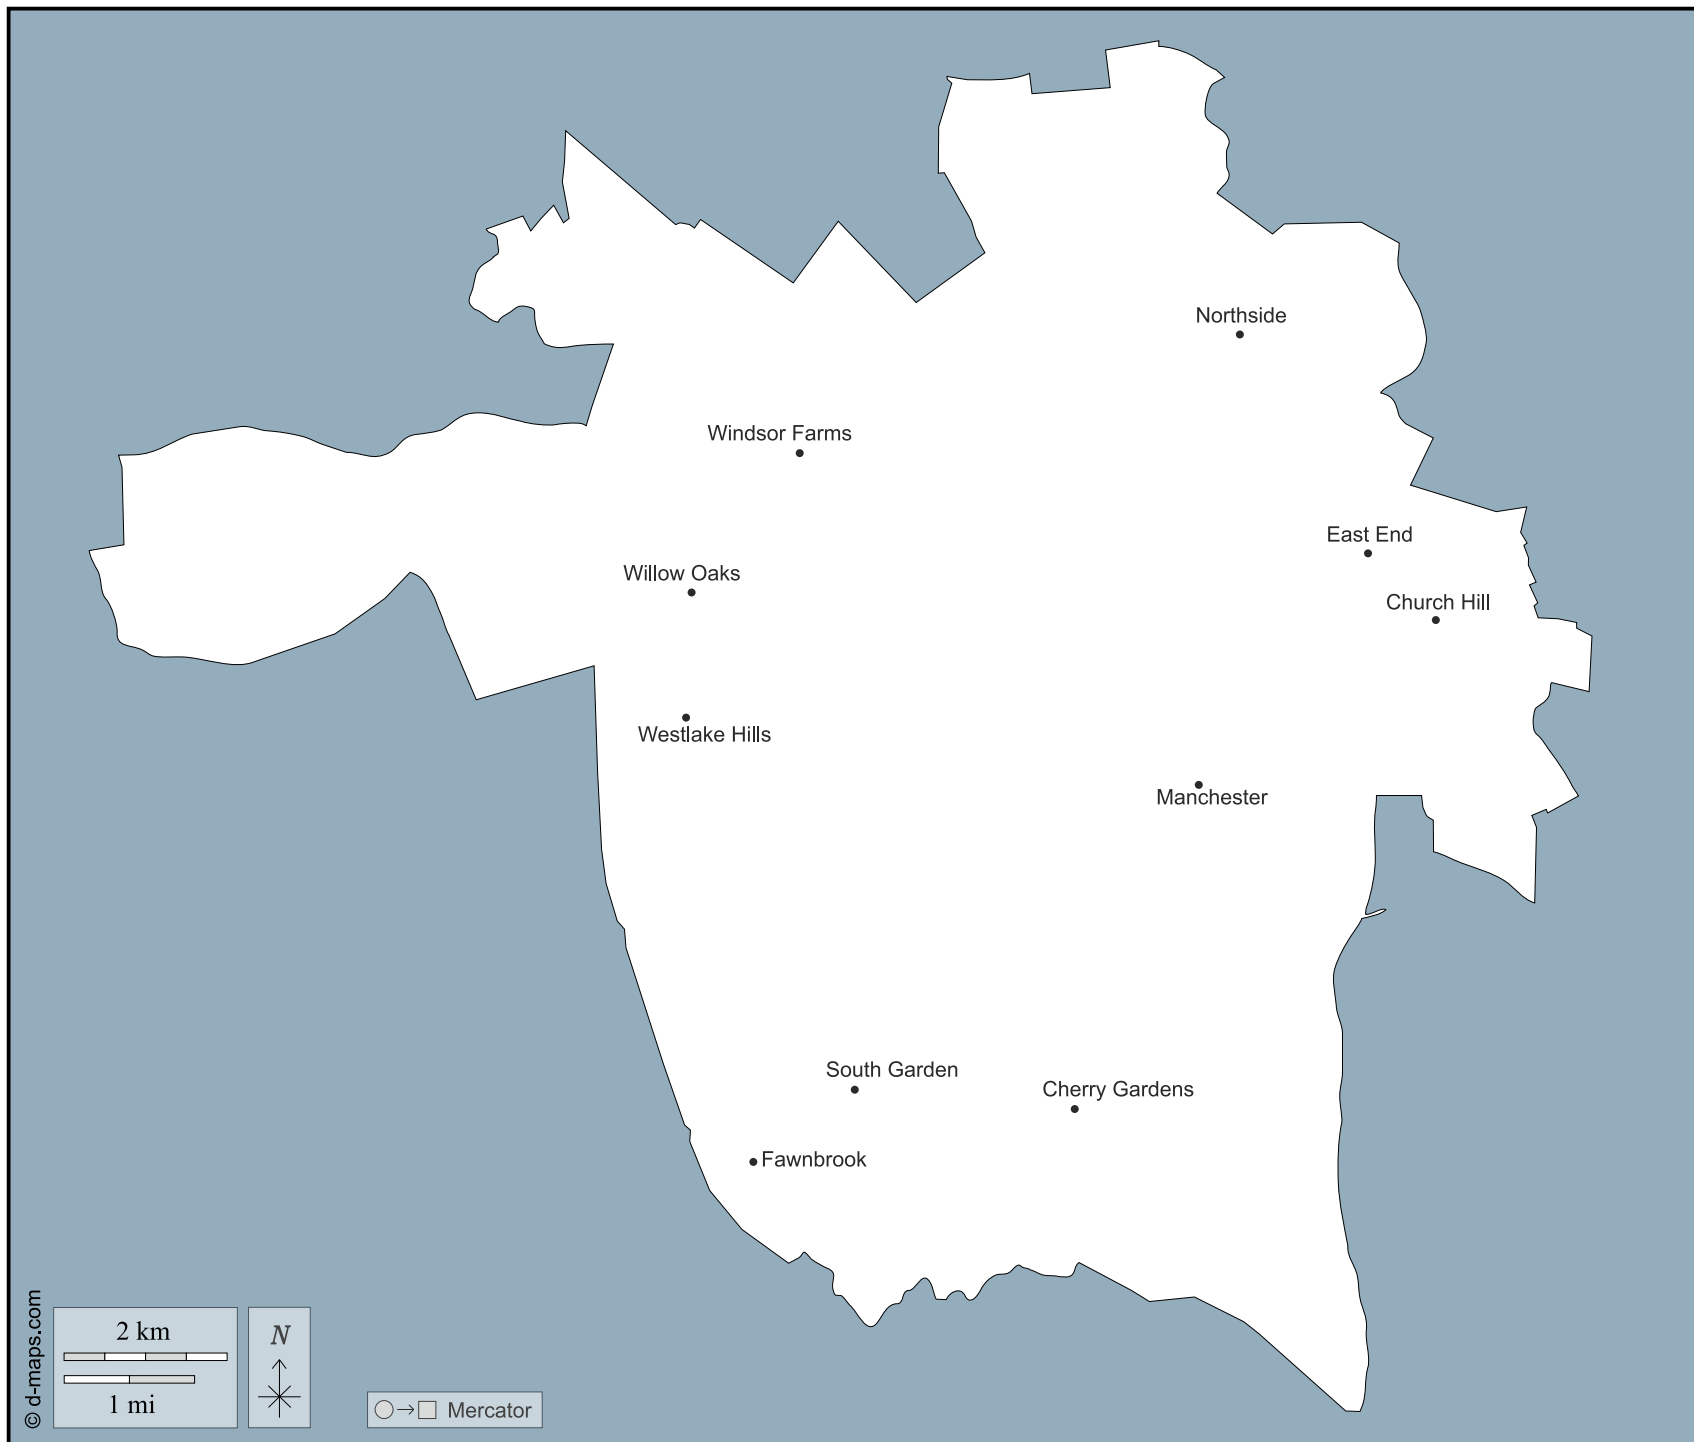 Northside
Windsor Farms
East End
Willow Oaks
Church Hill
Westlake Hills
Manchester
South Garden
Cherry Gardens
Fawnbrook
© d-maps.com
2 km
1 mi
N
Mercator